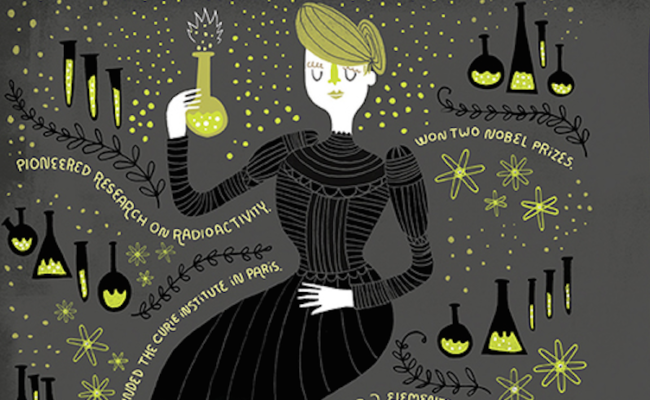 WON TWO NOBEL PRIZES.
PIONEERED RESEARCH ON RADIOACTIVITY.
THE CURIE INSTITUTE IN PARIS.